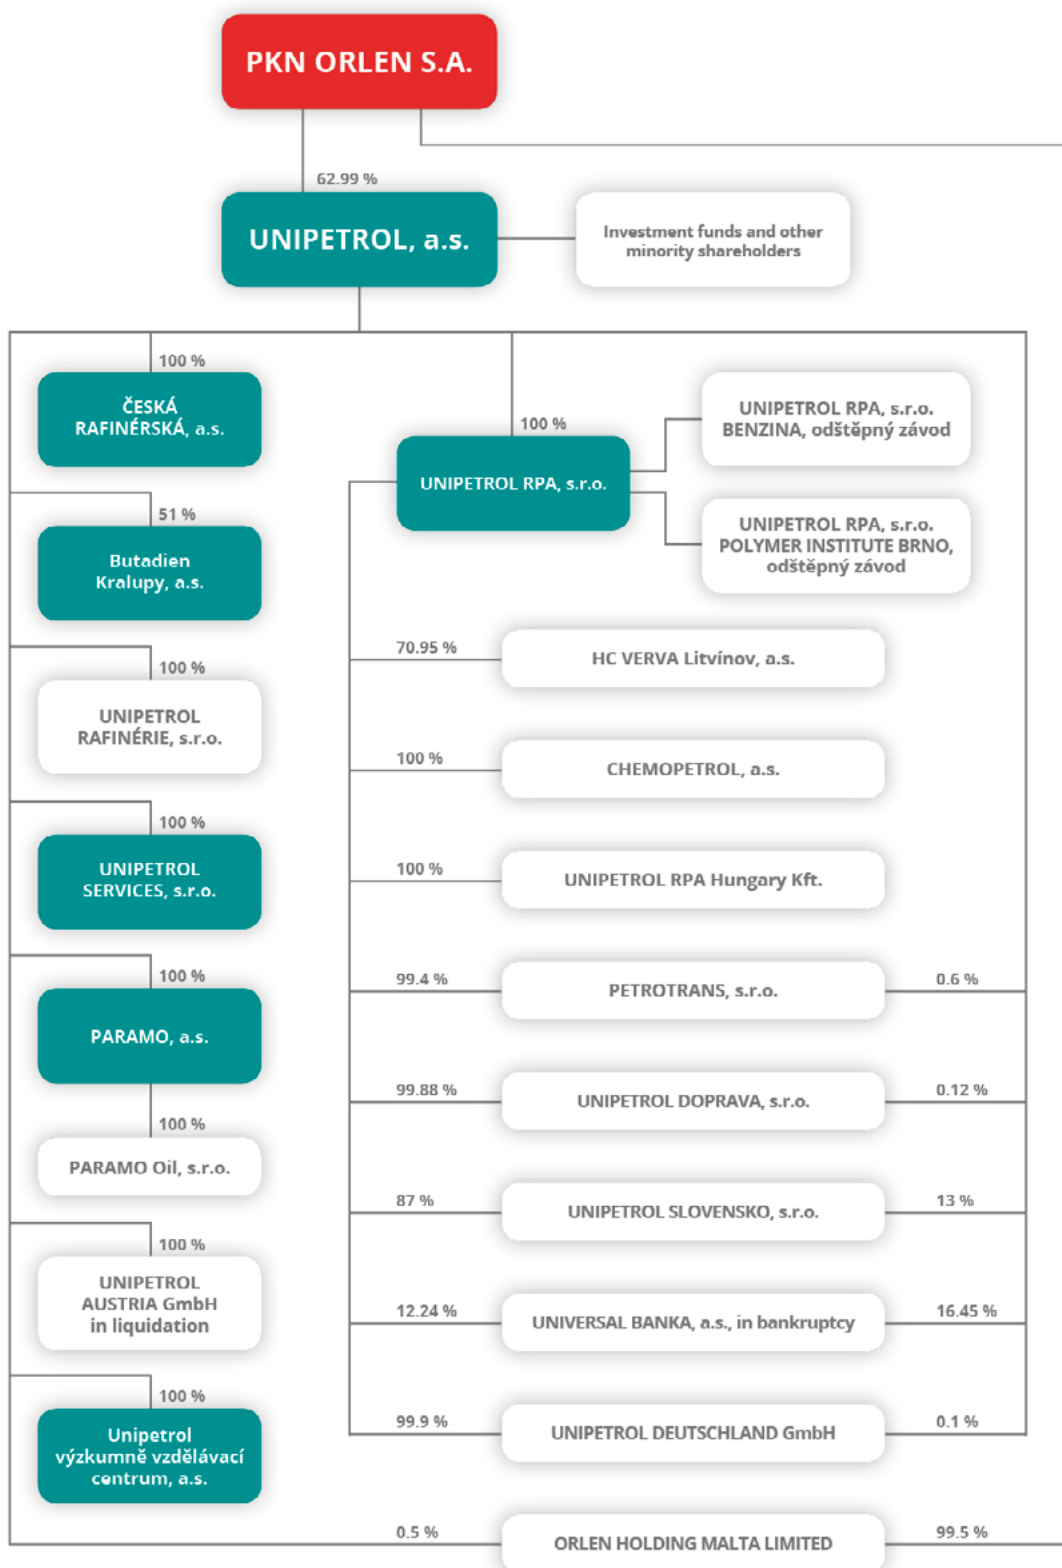 PKN ORLEN S.A.
62.99 %
UNIPETROL, a.s.
Investment funds and other
minority shareholders
100 %
ČESKÁ
RAFINÉRSKÁ, a.s.
51 %
Butadien
Kralupy, a.s.
100 %
UNIPETROL
RAFINÉRIE, s.r.o.
100 %
UNIPETROL
SERVICES, s.r.o.
100 %
PARAMO, a.s.
100 %
PARAMO Oil, s.r.o.
100 %
UNIPETROL
AUSTRIA GmbH
in liquidation
100 %
Unipetrol
výzkumně vzdělávací
centrum, a.s.
100 %
UNIPETROL RPA, s.r.o.
UNIPETROL RPA, s.r.o.
BENZINA, odštěpný závod
UNIPETROL RPA, s.r.o.
POLYMER INSTITUTE BRNO,
odštěpný závod
70.95 %
HC VERVA Litvínov, a.s.
100 %
CHEMOPETROL, a.s.
100 %
UNIPETROL RPA Hungary Kft.
99.4 %
PETROTRANS, s.r.o.
0.6 %
99.88 %
UNIPETROL DOPRAVA, s.r.o.
0.12 %
87 %
UNIPETROL SLOVENSKO, s.r.o.
13 %
12.24 %
UNIVERSAL BANKA, a.s., in bankruptcy
16.45 %
99.9 %
UNIPETROL DEUTSCHLAND GmbH
0.1 %
0.5 %
ORLEN HOLDING MALTA LIMITED
99.5 %